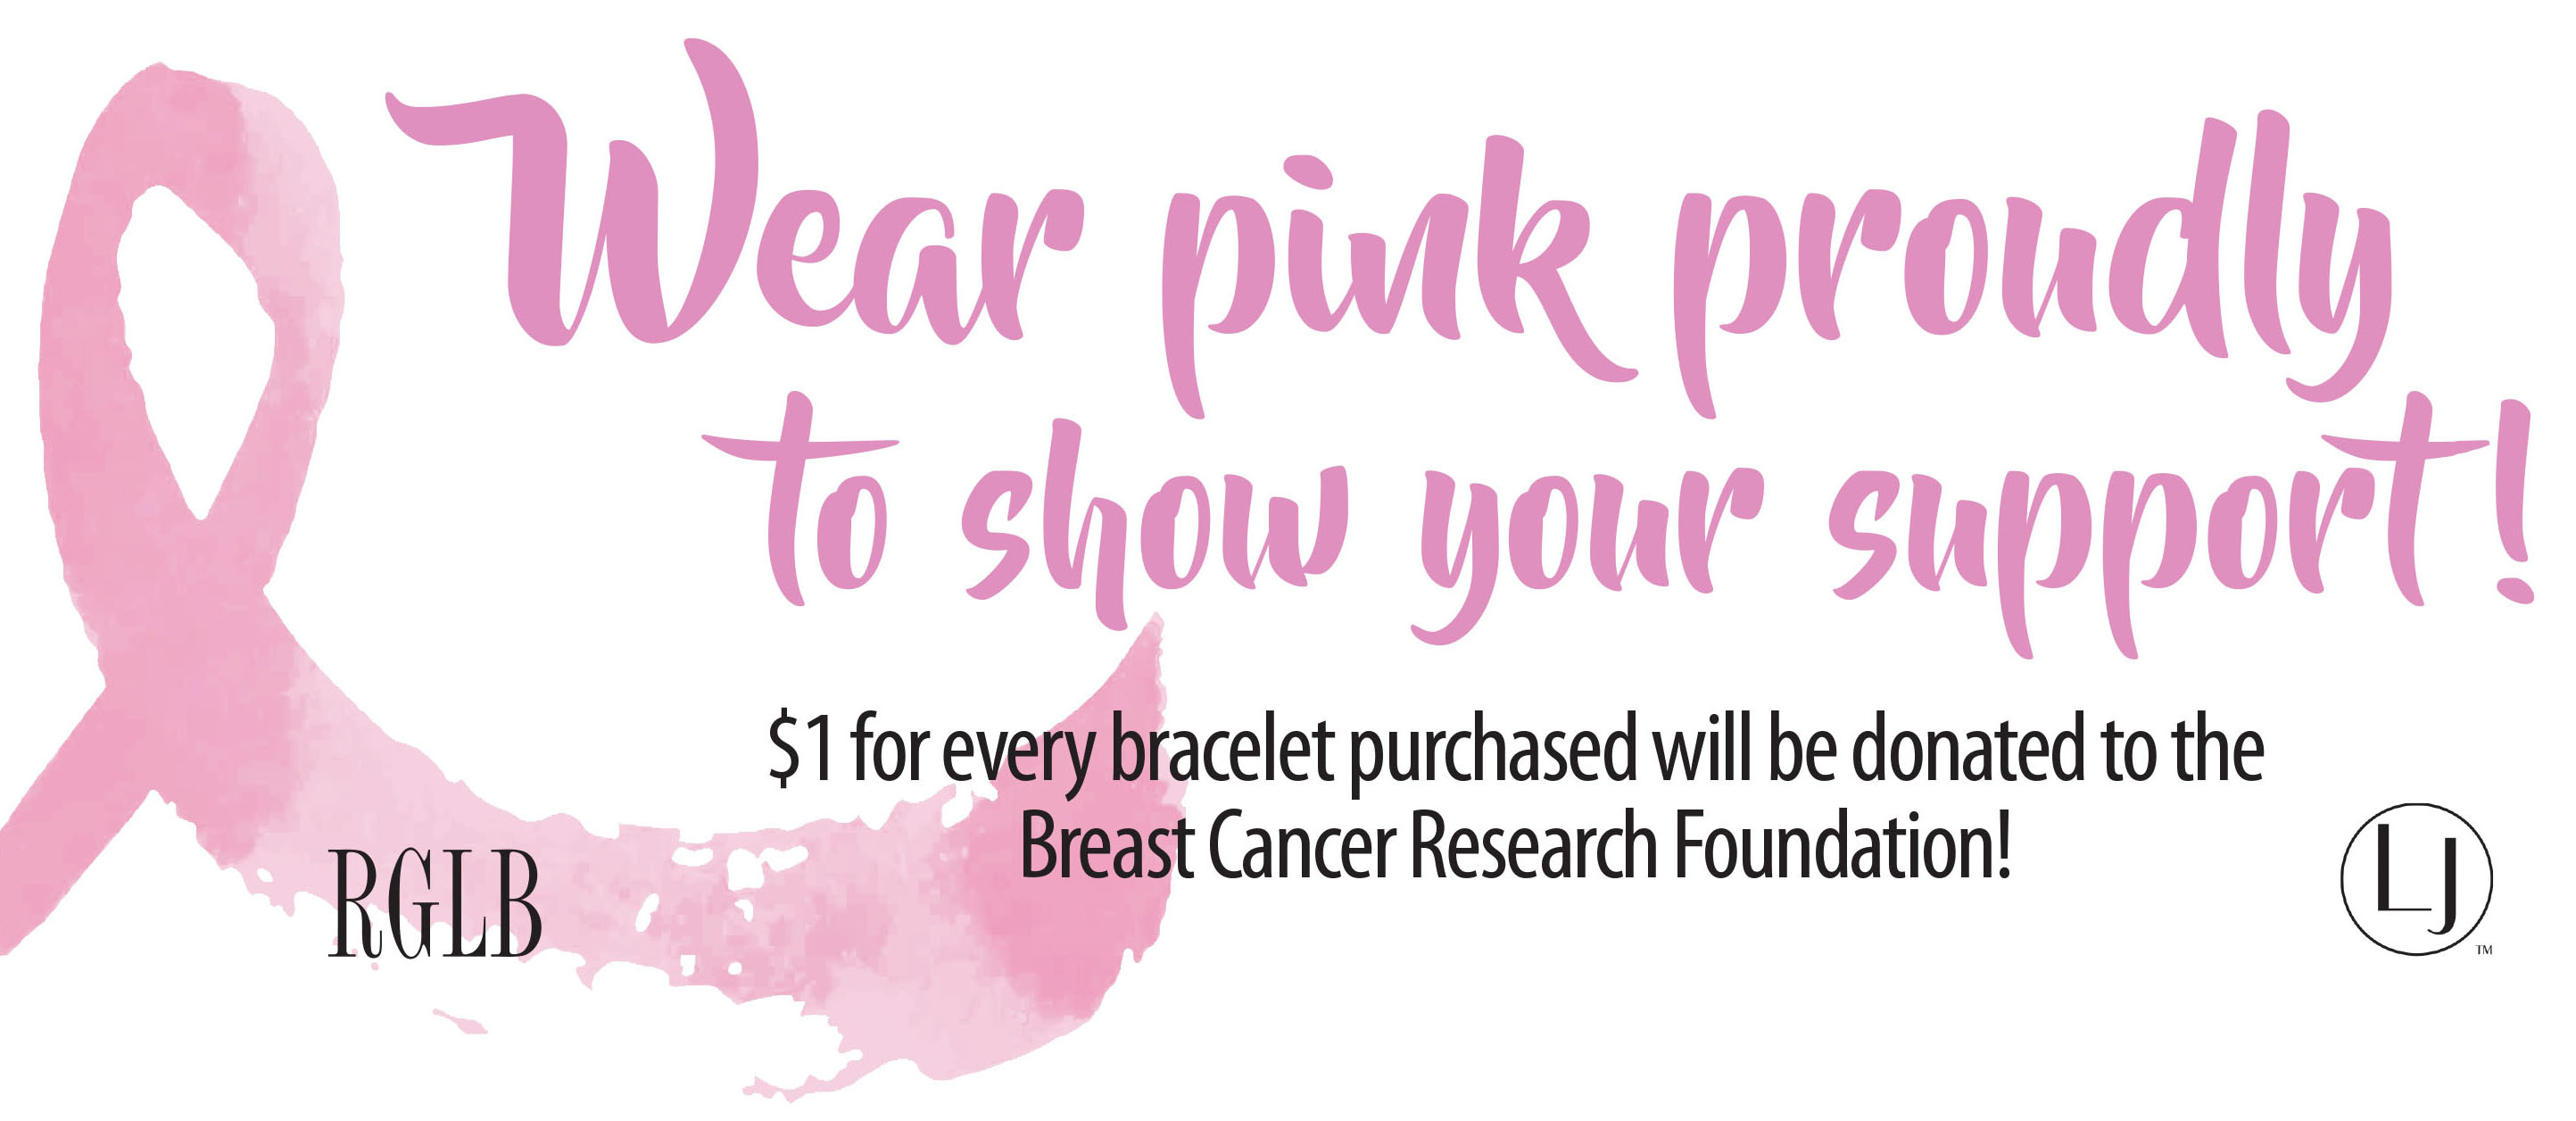 Wear pink proudly
to show your support!
$1 for every bracelet purchased will be donated to the
Breast Cancer Research Foundation!
RGLB
LJ
TM